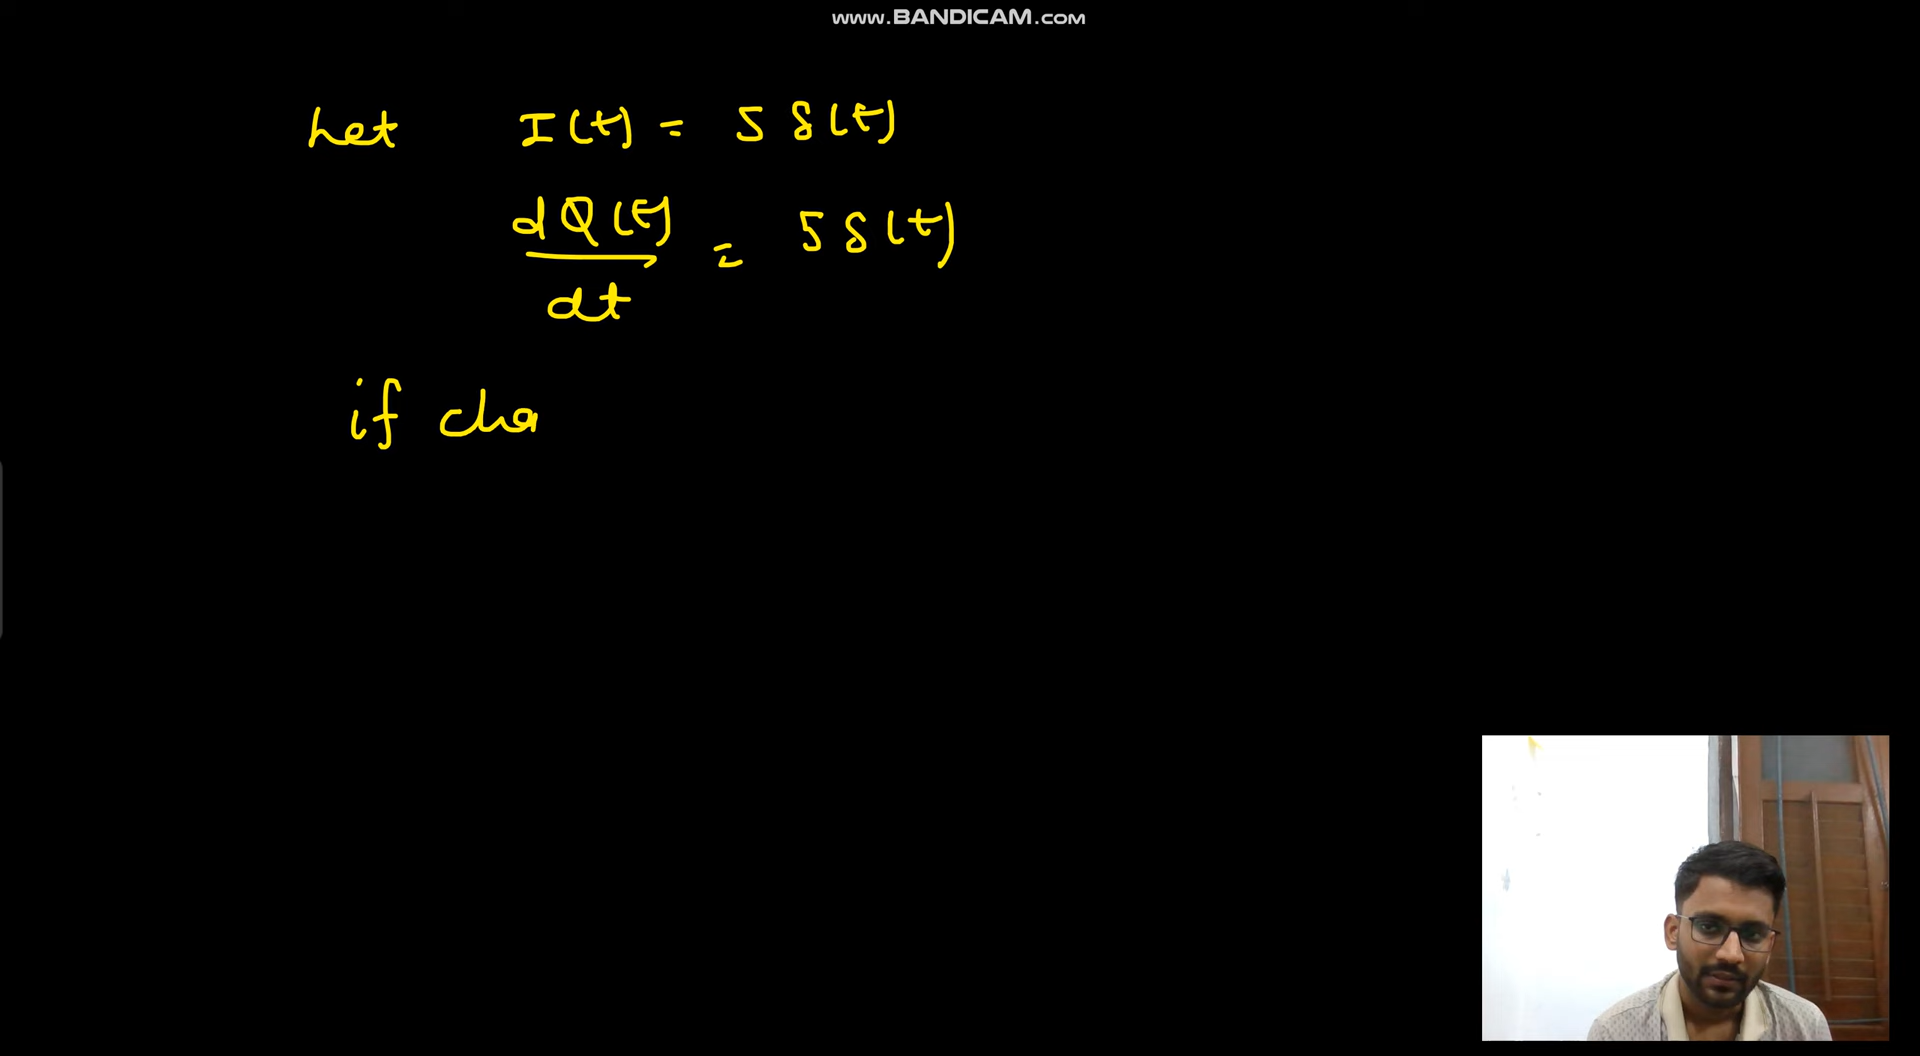 www.BANDICAM.com
Let I(t) = 5 δ(t)
dQ(t)/dt = 5 δ(t)
if cha